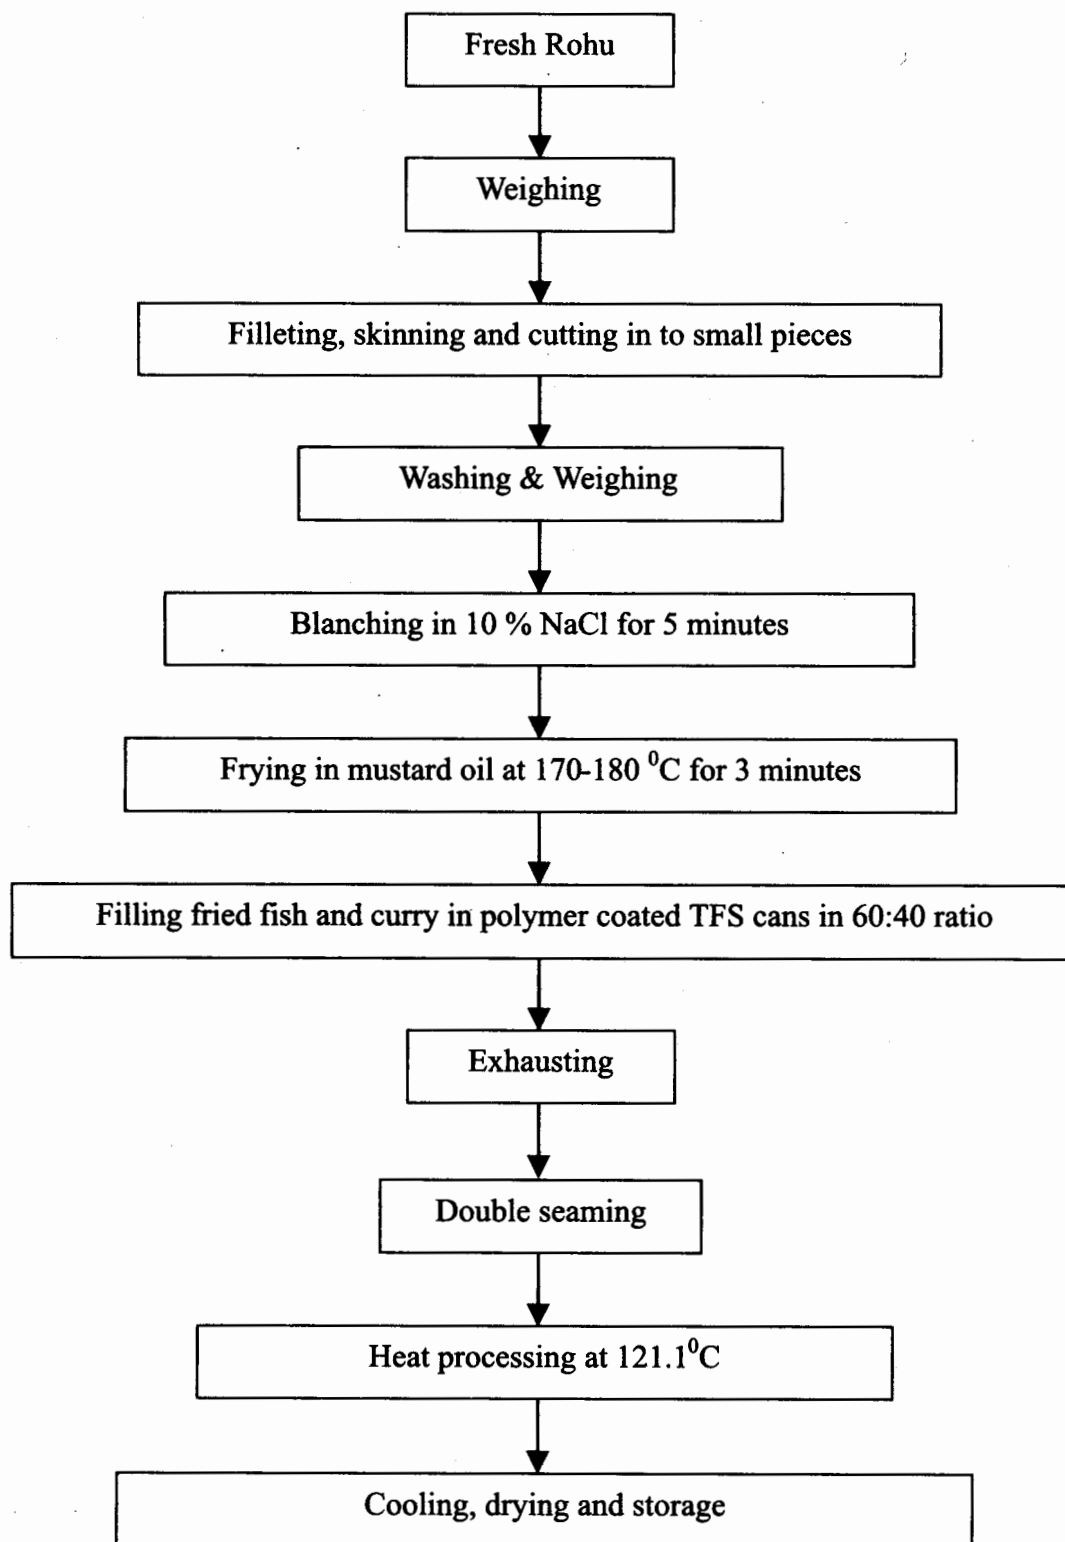 Fresh Rohu
Weighing
Filleting, skinning and cutting in to small pieces
Washing & Weighing
Blanching in 10 % NaCl for 5 minutes
Frying in mustard oil at 170-180 ⁰C for 3 minutes
Filling fried fish and curry in polymer coated TFS cans in 60:40 ratio
Exhausting
Double seaming
Heat processing at 121.1⁰C
Cooling, drying and storage